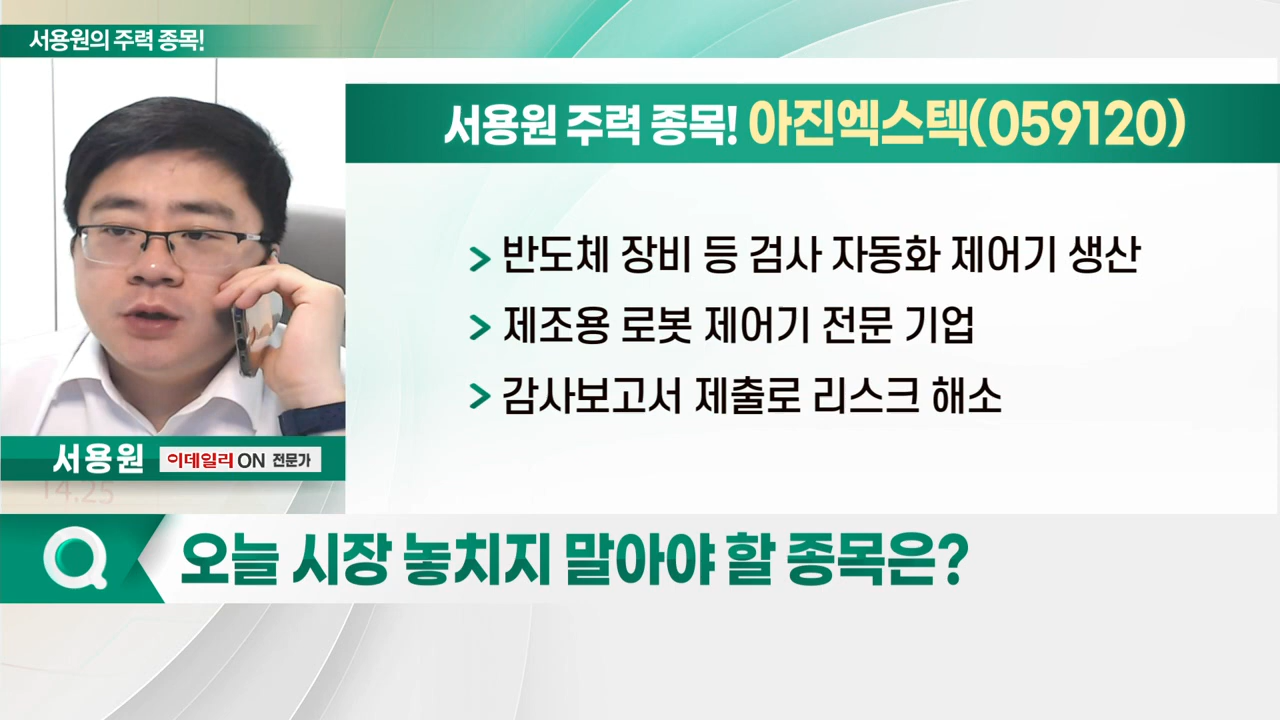 서용원의 주력 종목!
서용원 주력 종목! 아진엑스텍(059120)
반도체 장비 등 검사 자동화 제어기 생산
제조용 로봇 제어기 전문 기업
감사보고서 제출로 리스크 해소
서용원 이데일리 ON 전문가
14.25
Q 오늘 시장 놓치지 말아야 할 종목은?